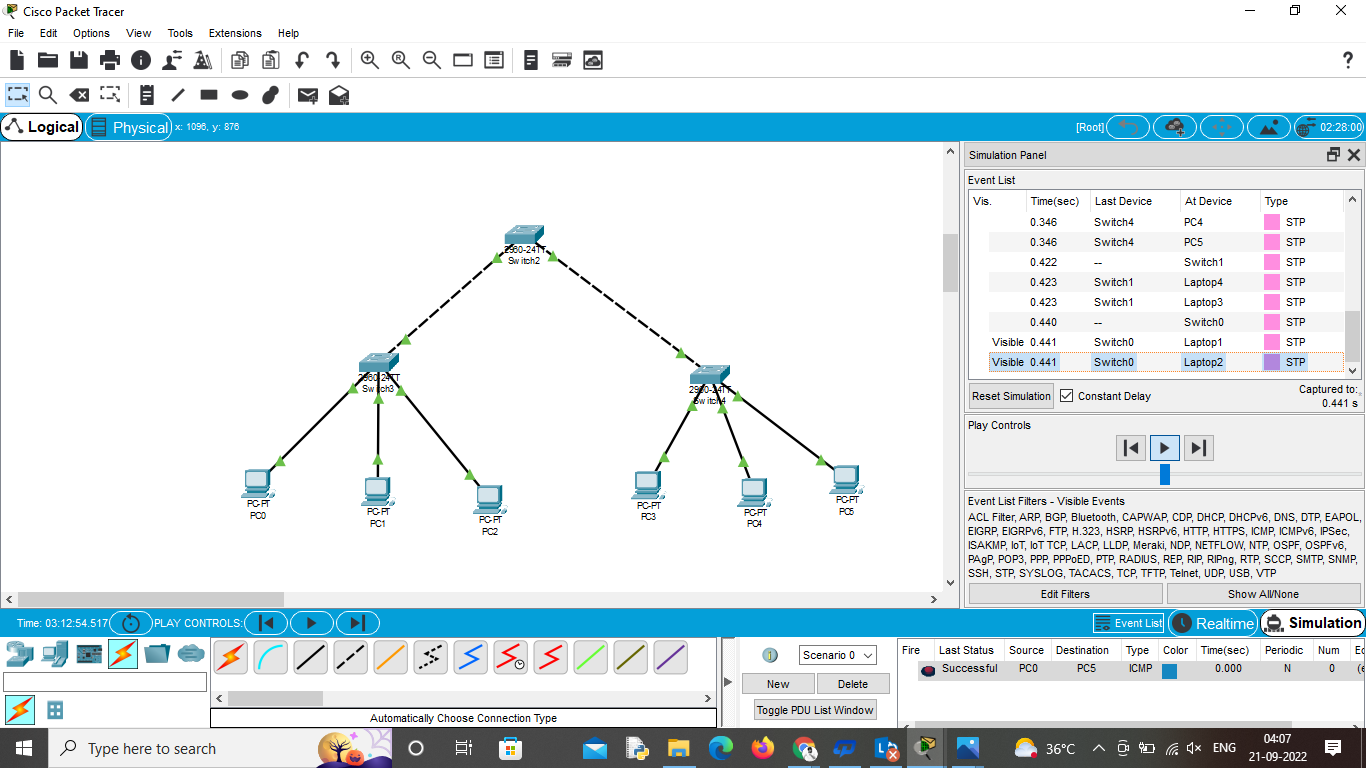 Cisco Packet Tracer
File Edit Options View Tools Extensions Help
Logical Physical x: 1096, y: 876 [Root] 02:28:00
2960-24TT
Switch2
2960-24TT
Switch3
2960-24TT
Switch4
PC-PT
PC0
PC-PT
PC1
PC-PT
PC2
PC-PT
PC3
PC-PT
PC4
PC-PT
PC5
Simulation Panel
Event List
Vis. Time(sec) Last Device At Device Type
0.346 Switch4 PC4 STP
0.346 Switch4 PC5 STP
0.422 -- Switch1 STP
0.423 Switch1 Laptop4 STP
0.423 Switch1 Laptop3 STP
0.440 -- Switch0 STP
Visible 0.441 Switch0 Laptop1 STP
Visible 0.441 Switch0 Laptop2 STP
Reset Simulation Constant Delay Captured to:
0.441 s
Play Controls
Event List Filters - Visible Events
ACL Filter, ARP, BGP, Bluetooth, CAPWAP, CDP, DHCP, DHCPv6, DNS, DTP, EAPOL,
EIGRP, EIGRPv6, FTP, H.323, HSRP, HSRPv6, HTTP, HTTPS, ICMP, ICMPv6, IPSec,
ISAKMP, IoT, IoT TCP, LACP, LLDP, Meraki, NDP, NETFLOW, NTP, OSPF, OSPFv6,
PAgP, POP3, PPP, PPPoED, PTP, RADIUS, REP, RIP, RIPng, RTP, SCCP, SMTP, SNMP,
SSH, STP, SYSLOG, TACACS, TCP, TFTP, Telnet, UDP, USB, VTP
Edit Filters Show All/None
Time: 03:12:54.517 PLAY CONTROLS: Event List Realtime Simulation
Scenario 0
New Delete
Toggle PDU List Window
Automatically Choose Connection Type
Fire Last Status Source Destination Type Color Time(sec) Periodic Num Ed
Successful PC0 PC5 ICMP 0.000 N 0 (e
Type here to search
36°C ENG 04:07
21-09-2022